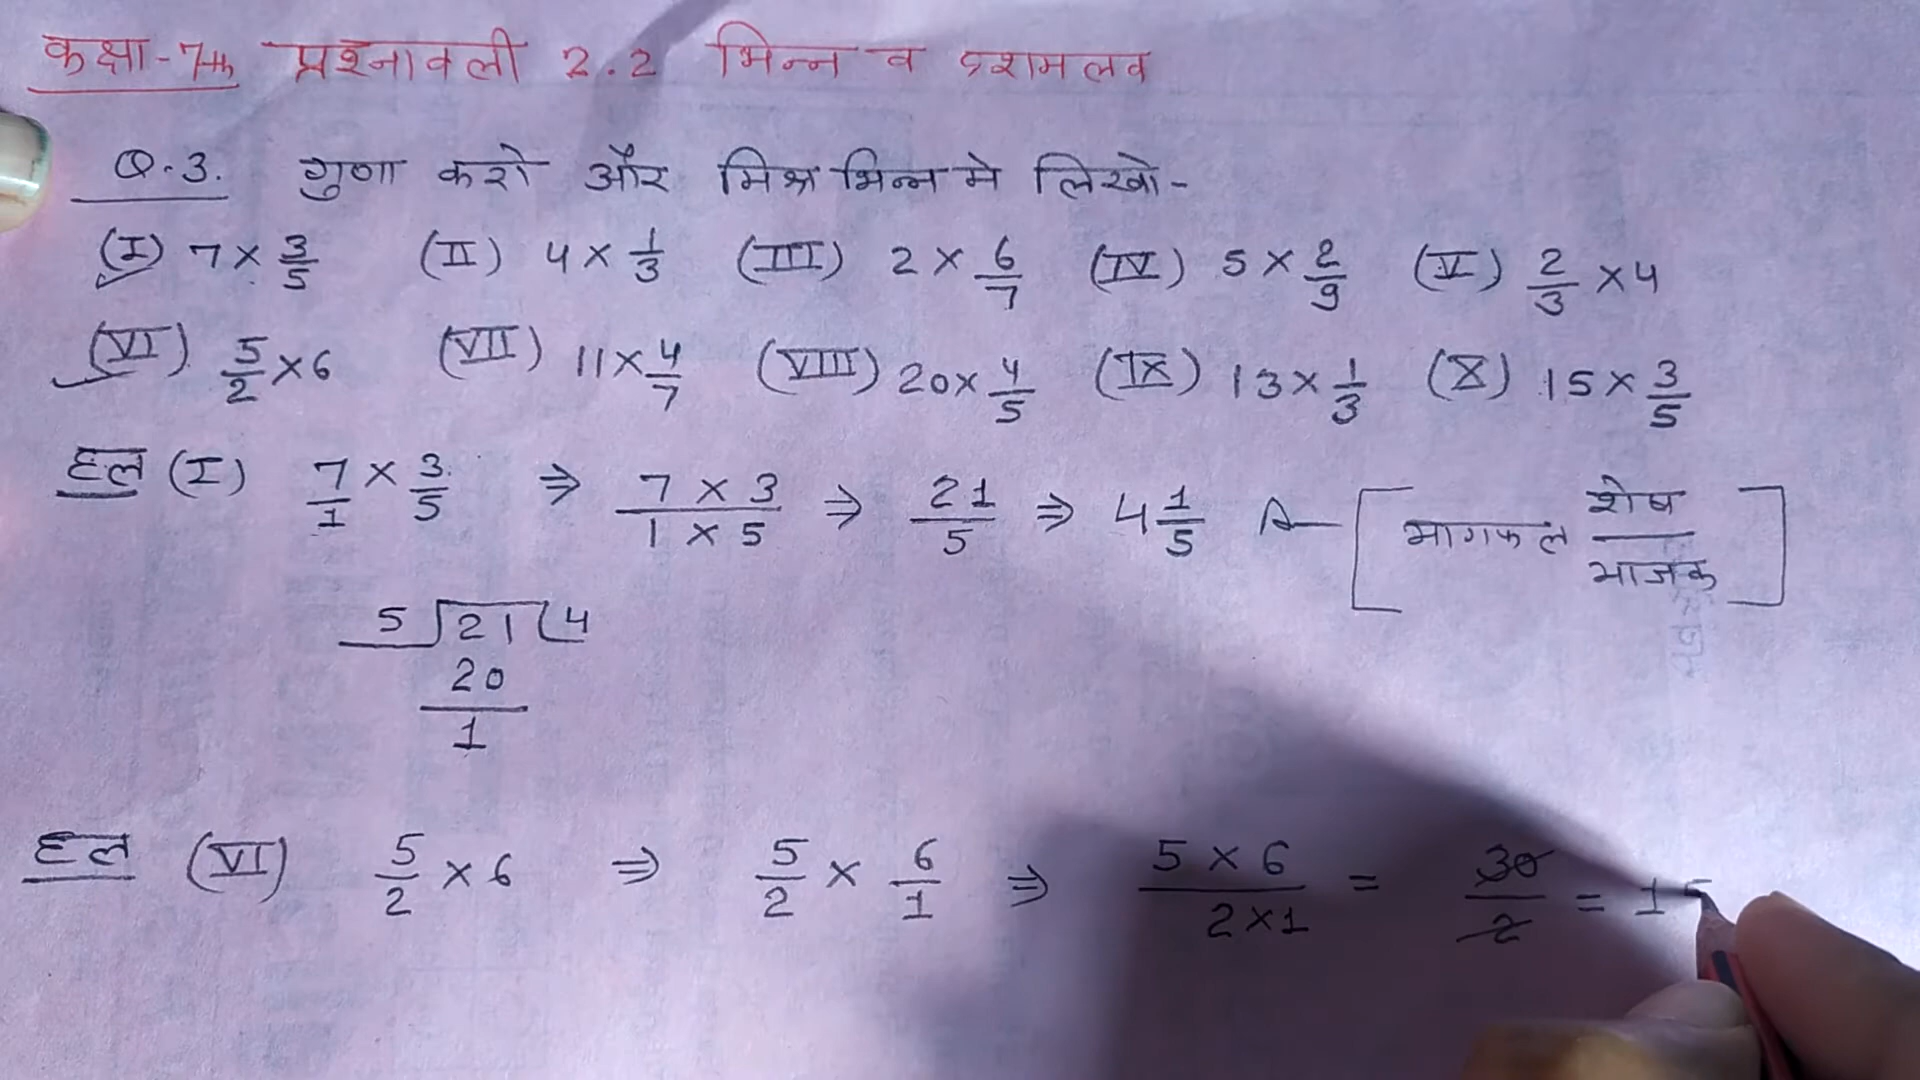 कक्षा-7th प्रश्नावली 2.2 भिन्न व दशमलव
Q.3. गुणा करो और मिश्र भिन्न मे लिखो-
(I) 7 × 3/5 (II) 4 × 1/3 (III) 2 × 6/7 (IV) 5 × 2/9 (V) 2/3 × 4
(VI) 5/2 × 6 (VII) 11 × 4/7 (VIII) 20 × 4/5 (IX) 13 × 1/3 (X) 15 × 3/5
हल (I) 7/1 × 3/5 ⇒ 7 × 3/1 × 5 ⇒ 21/5 ⇒ 4 1/5 [भागफल शेष/भाजक]
5 ) 21 ( 4
20
1
हल (VI) 5/2 × 6 ⇒ 5/2 × 6/1 ⇒ 5 × 6/2 × 1 = 30/2 = 15